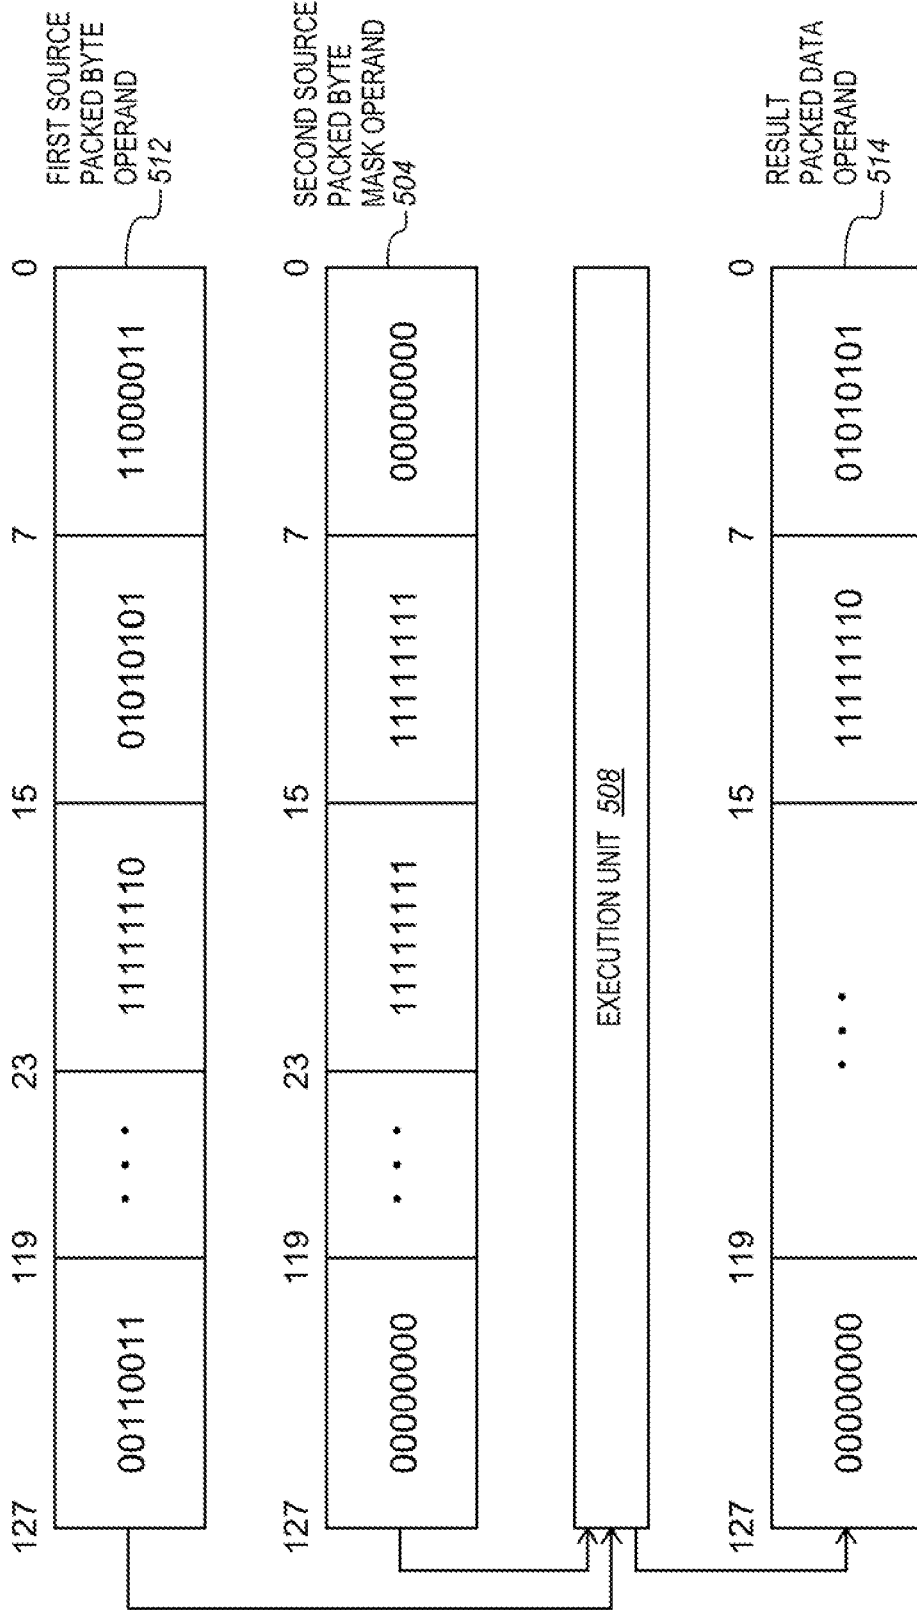 127 119 23 15 7 0
00110011 • • • 11111110 01010101 11000011
FIRST SOURCE
PACKED BYTE
OPERAND
512
127 119 23 15 7 0
00000000 • • • 11111111 11111111 00000000
SECOND SOURCE
PACKED BYTE
MASK OPERAND
504
EXECUTION UNIT 508
127 119 15 7 0
00000000 • • • 11111110 01010101
RESULT
PACKED DATA
OPERAND
514